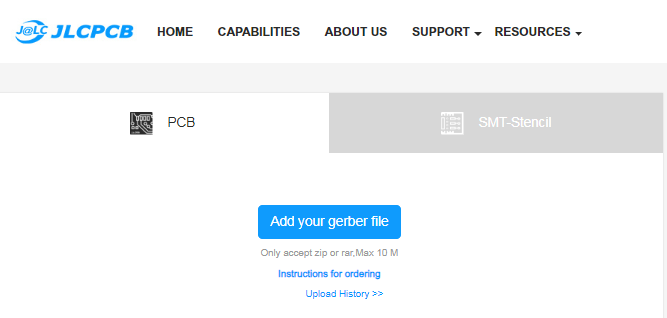 J@LC JLCPCB HOME CAPABILITIES ABOUT US SUPPORT RESOURCES
PCB SMT-Stencil
Add your gerber file
Only accept zip or rar,Max 10 M
Instructions for ordering
Upload History >>